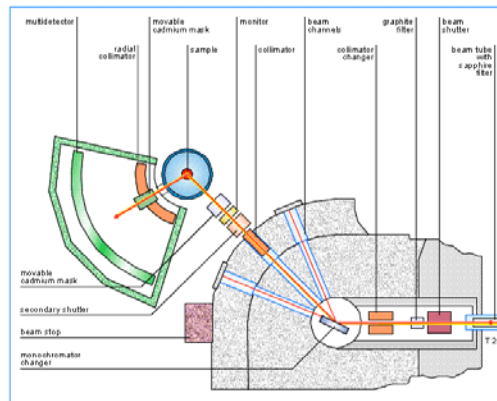 multidetector
radial
collimator
movable
cadmium mask
sample
monitor
collimator
beam
channels
collimator
changer
graphite
filter
beam
shutter
beam tube
with
sapphire
filter
movable
cadmium mask
secondary shutter
beam stop
monochromator
changer